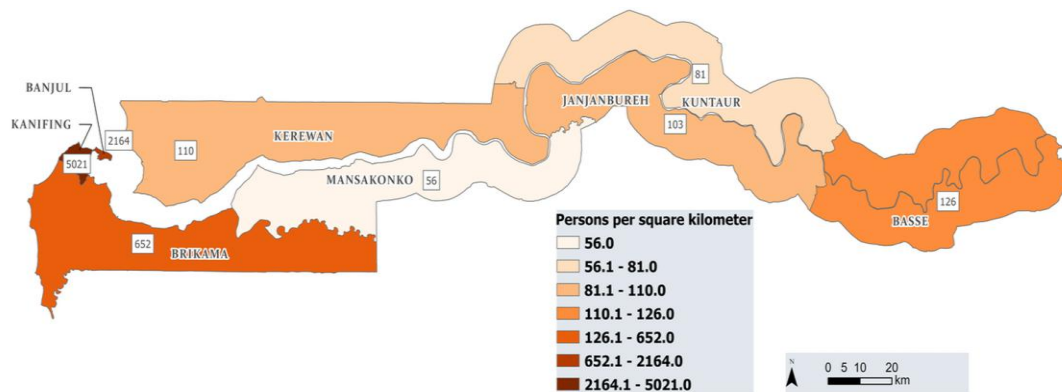 BANJUL
KANIFING
2164
5021
110
KEREWAN
JANJANBUREH
81
KUNTAUR
103
MANSAKONKO
56
652
BRIKAMA
126
BASSE
Persons per square kilometer
56.0
56.1 - 81.0
81.1 - 110.0
110.1 - 126.0
126.1 - 652.0
652.1 - 2164.0
2164.1 - 5021.0
N
0 5 10 20
km